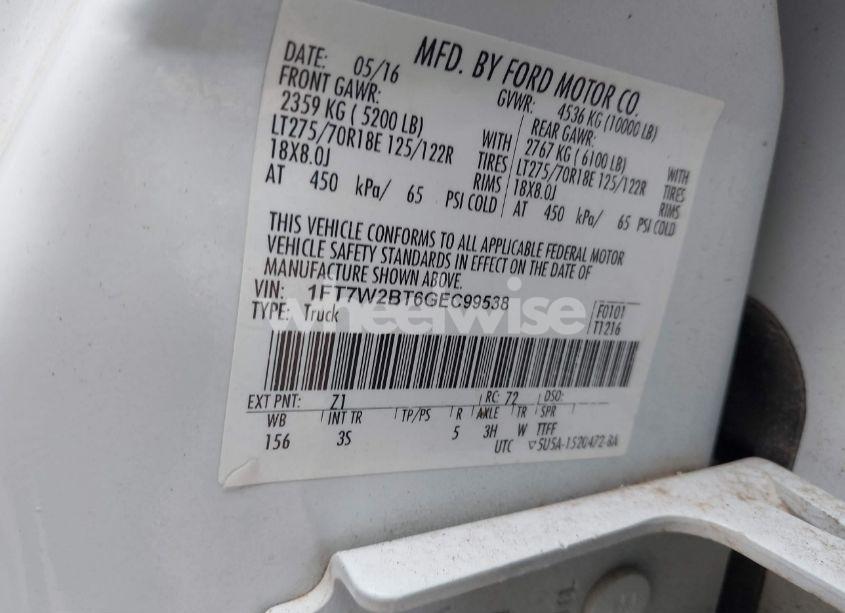 MFD. BY FORD MOTOR CO.
DATE: 05/16 GVWR: 4536 KG (10000 LB)
FRONT GAWR: REAR GAWR:
2359 KG ( 5200 LB) WITH 2767 KG ( 6100 LB) WITH
LT275/70R18E 125/122R TIRES LT275/70R18E 125/122R TIRES
18X8.0J RIMS 18X8.0J RIMS
AT 450 kPa/ 65 PSI COLD AT 450 kPa/ 65 PSI COLD
THIS VEHICLE CONFORMS TO ALL APPLICABLE FEDERAL MOTOR
VEHICLE SAFETY STANDARDS IN EFFECT ON THE DATE OF
MANUFACTURE SHOWN ABOVE.
VIN: 1FT7W2BT6GEC99538 F0101
TYPE: Truck T1216
wheelwise
EXT PNT: Z1 RC: 72 DSO:
WB INT TR TP/PS R AXLE TR SPR
156 3S 5 3H W TTFF
UTC ▽5U5A-1520472-BA